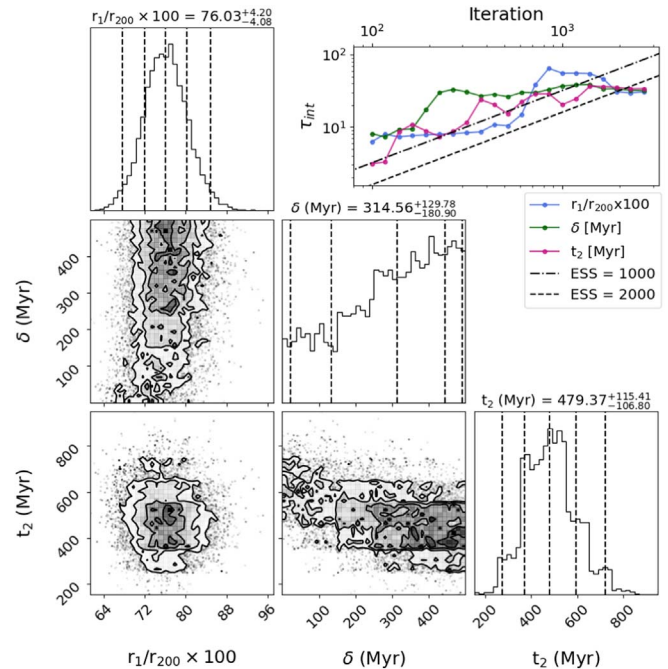 r₁/r₂₀₀ × 100 = 76.03⁺⁴·²⁰₋₄.₀₈
Iteration
10² 10³
10²
10¹
τ_int
r₁/r₂₀₀×100
δ [Myr]
t₂ [Myr]
ESS = 1000
ESS = 2000
δ (Myr) = 314.56⁺¹²⁹·⁷⁸₋₁₈₀.₉₀
δ (Myr)
400
300
200
100
t₂ (Myr) = 479.37⁺¹¹⁵·⁴¹₋₁₀₆.₈₀
t₂ (Myr)
800
600
400
200
64 72 80 88 96
100 200 300 400
200 400 600 800
r₁/r₂₀₀ × 100
δ (Myr)
t₂ (Myr)